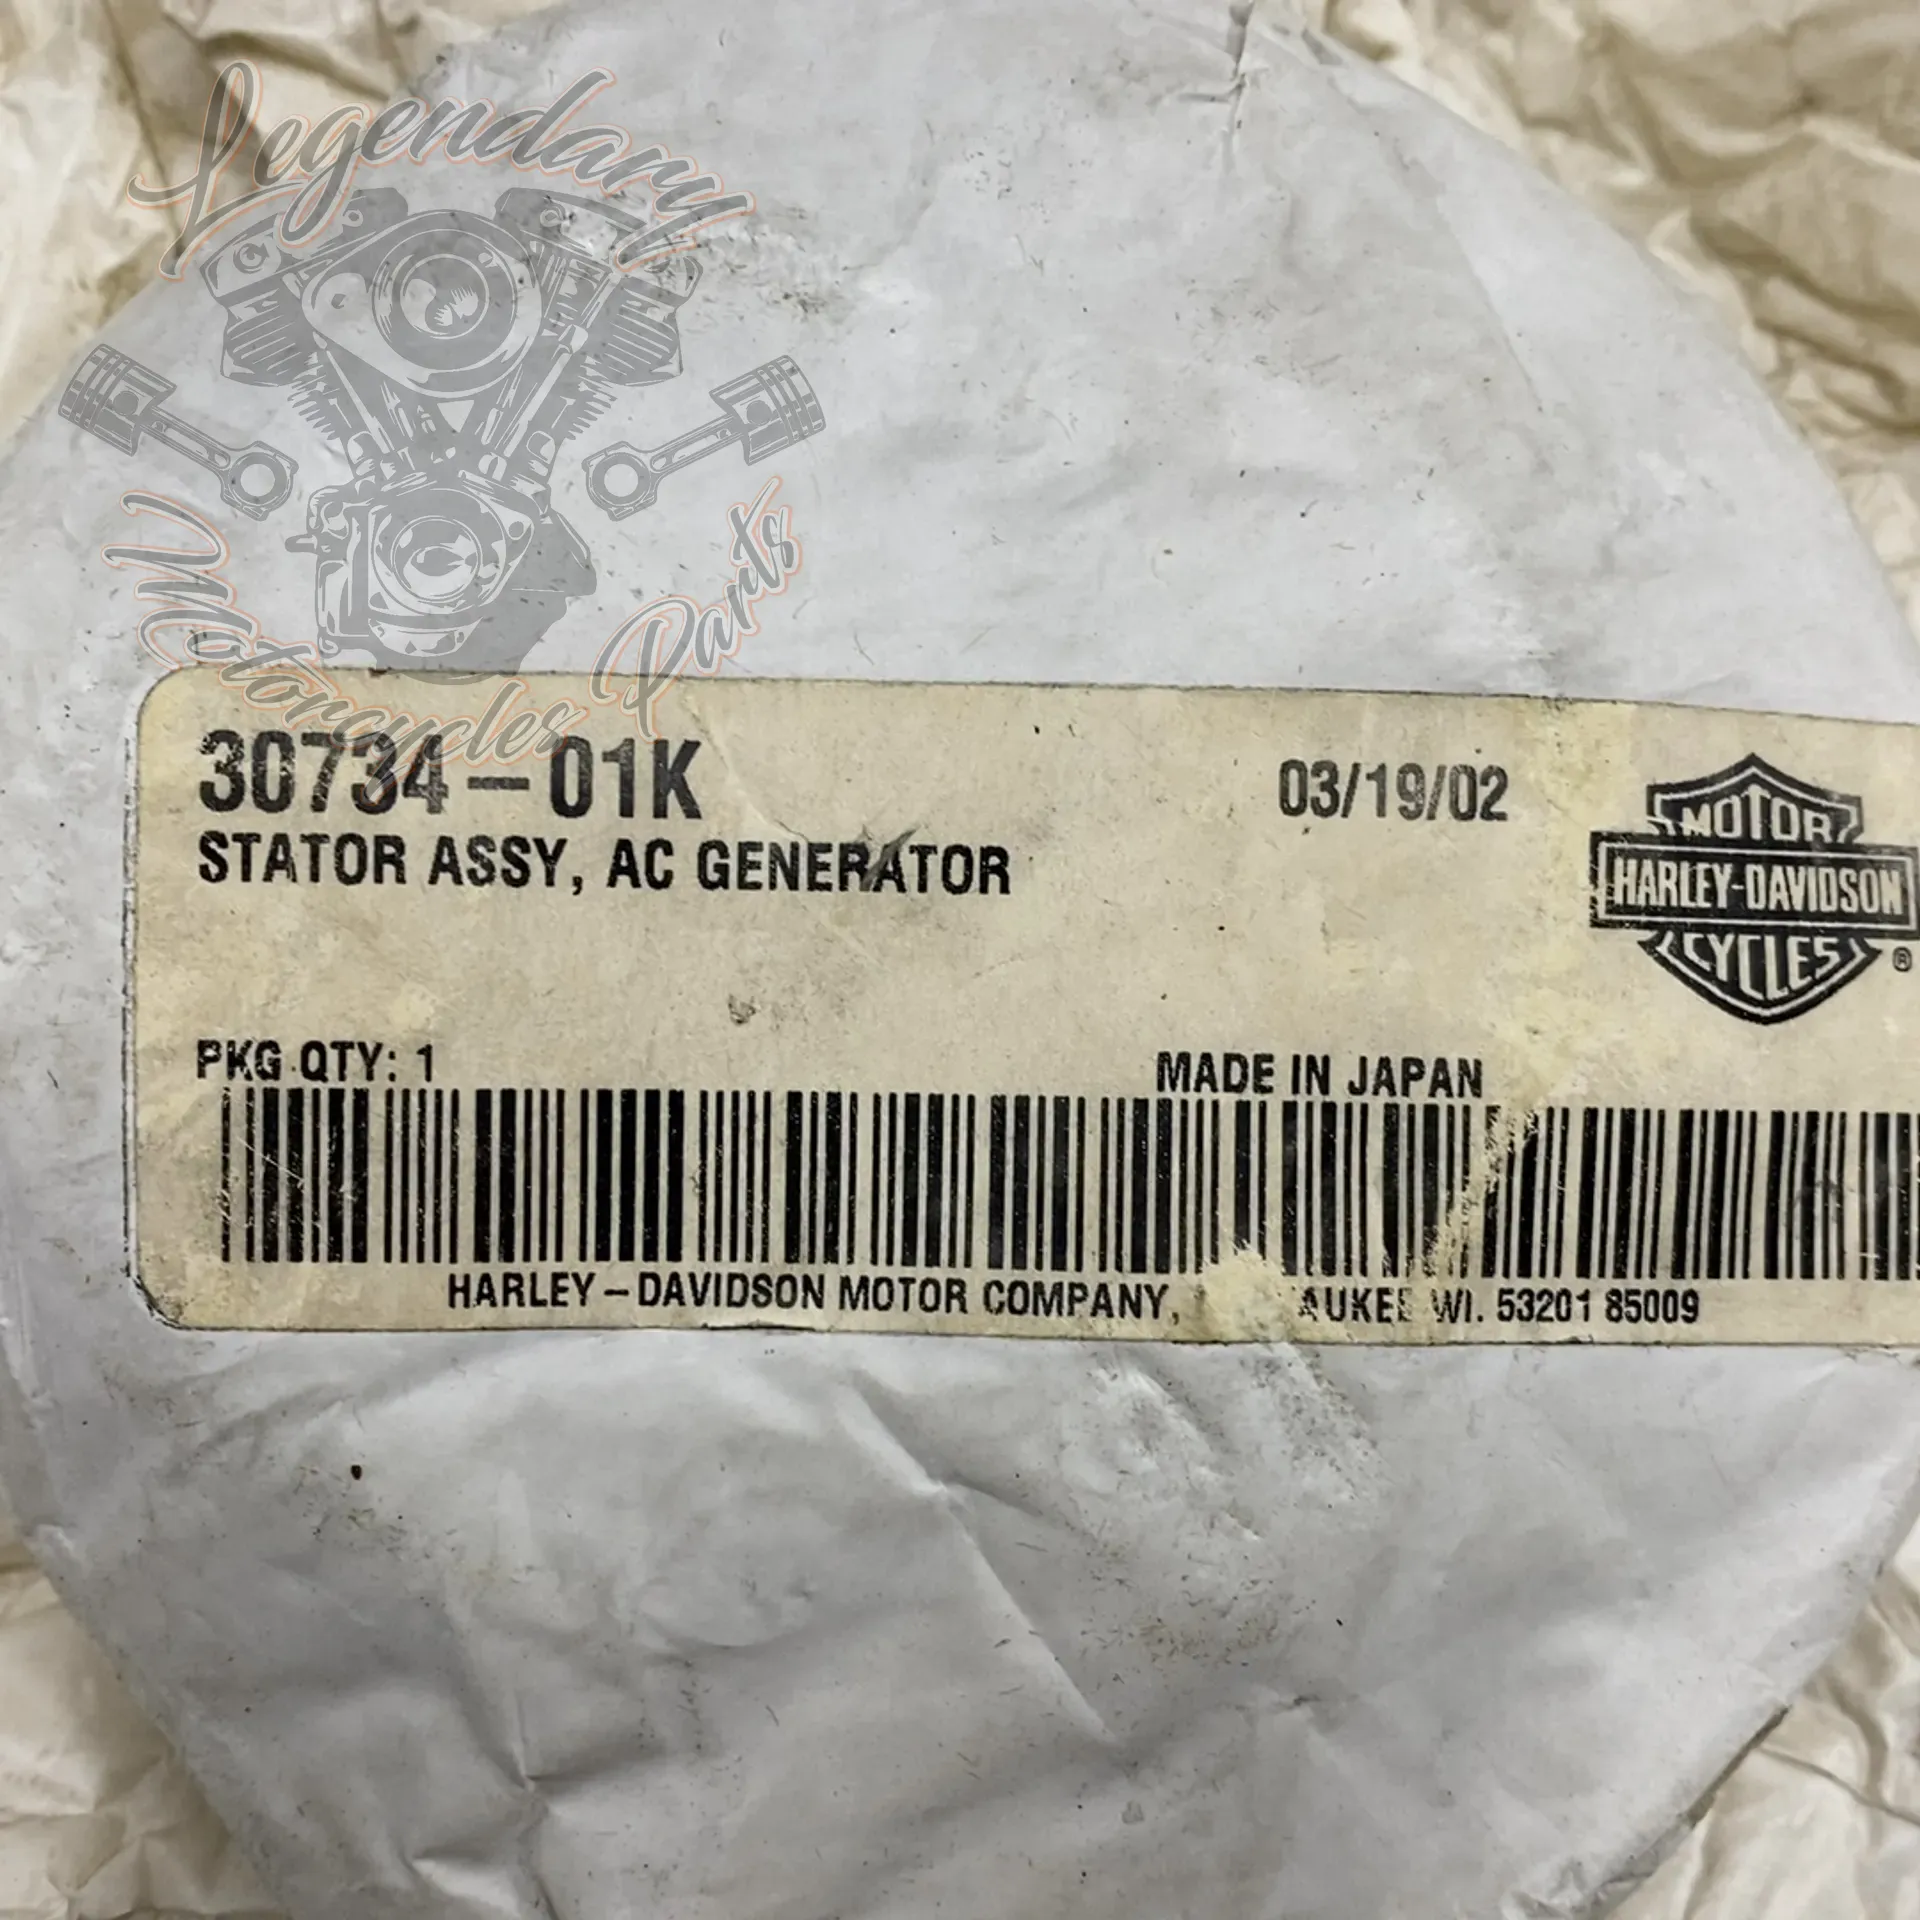 Legendary
Motorcycles Parts
30734-01K
03/19/02
STATOR ASSY, AC GENERATOR
MOTOR
HARLEY-DAVIDSON
CYCLES
®
PKG QTY: 1
MADE IN JAPAN
HARLEY-DAVIDSON MOTOR COMPANY, AUKEE WI. 53201 85009